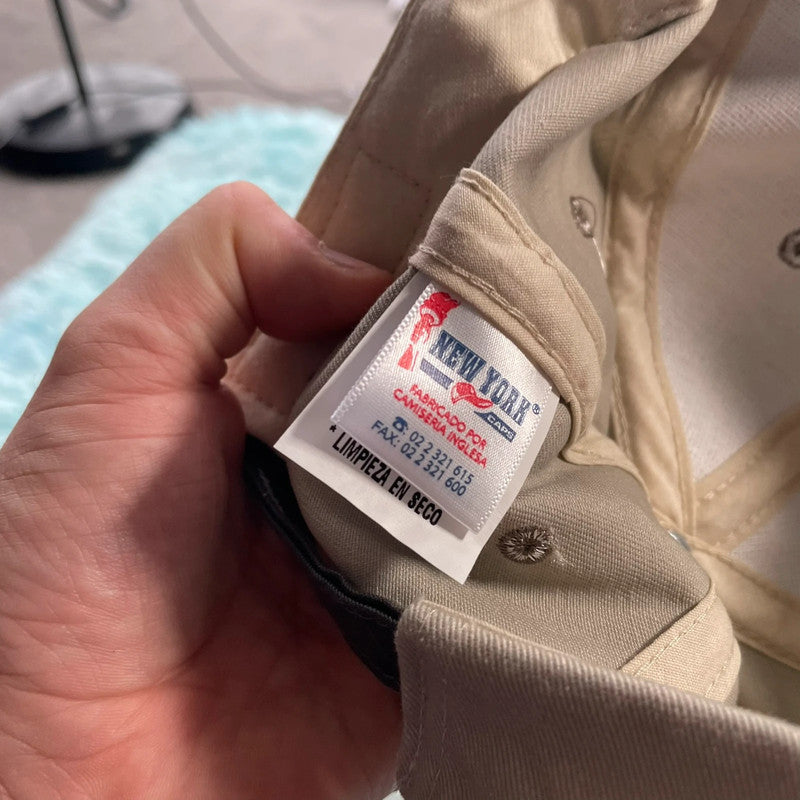 NEW YORK®
CAPS
FABRICADO POR
CAMISERIA INGLESA
☎ 02 2 321 615
FAX: 02 2 321 600
* LIMPIEZA EN SECO